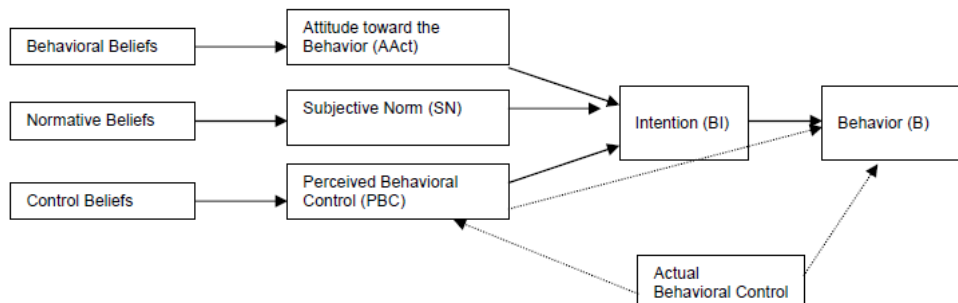 Behavioral Beliefs
Attitude toward the
Behavior (AAct)
Normative Beliefs
Subjective Norm (SN)
Intention (BI)
Behavior (B)
Control Beliefs
Perceived Behavioral
Control (PBC)
Actual
Behavioral Control